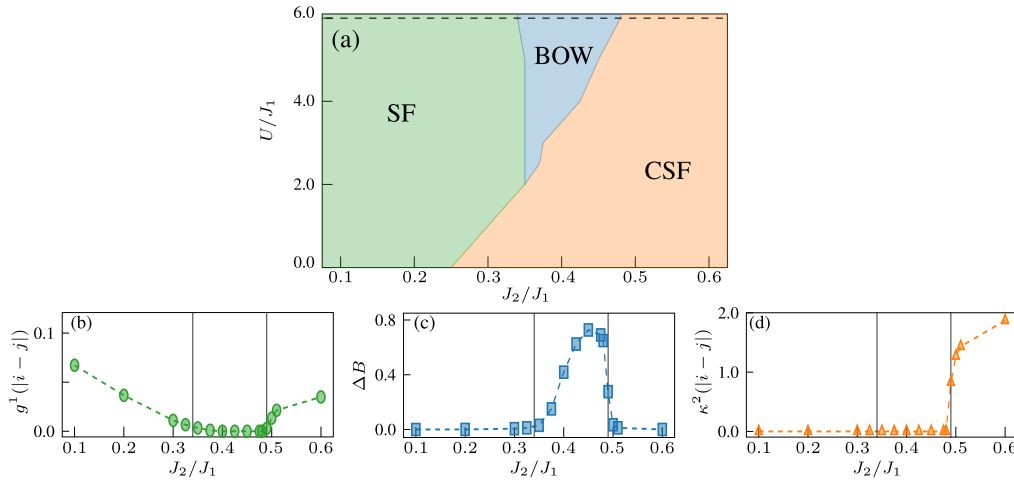 6.0
(a)
BOW
4.0
U/J₁
SF
CSF
2.0
0.0
0.1 0.2 0.3 0.4 0.5 0.6
J₂/J₁
(b)
0.1
g¹(|i − j|)
0.0
0.1 0.2 0.3 0.4 0.5 0.6
J₂/J₁
(c)
0.8
ΔB
0.4
0.0
0.1 0.2 0.3 0.4 0.5 0.6
J₂/J₁
(d)
2.0
κ²(|i − j|)
1.0
0.0
0.1 0.2 0.3 0.4 0.5 0.6
J₂/J₁